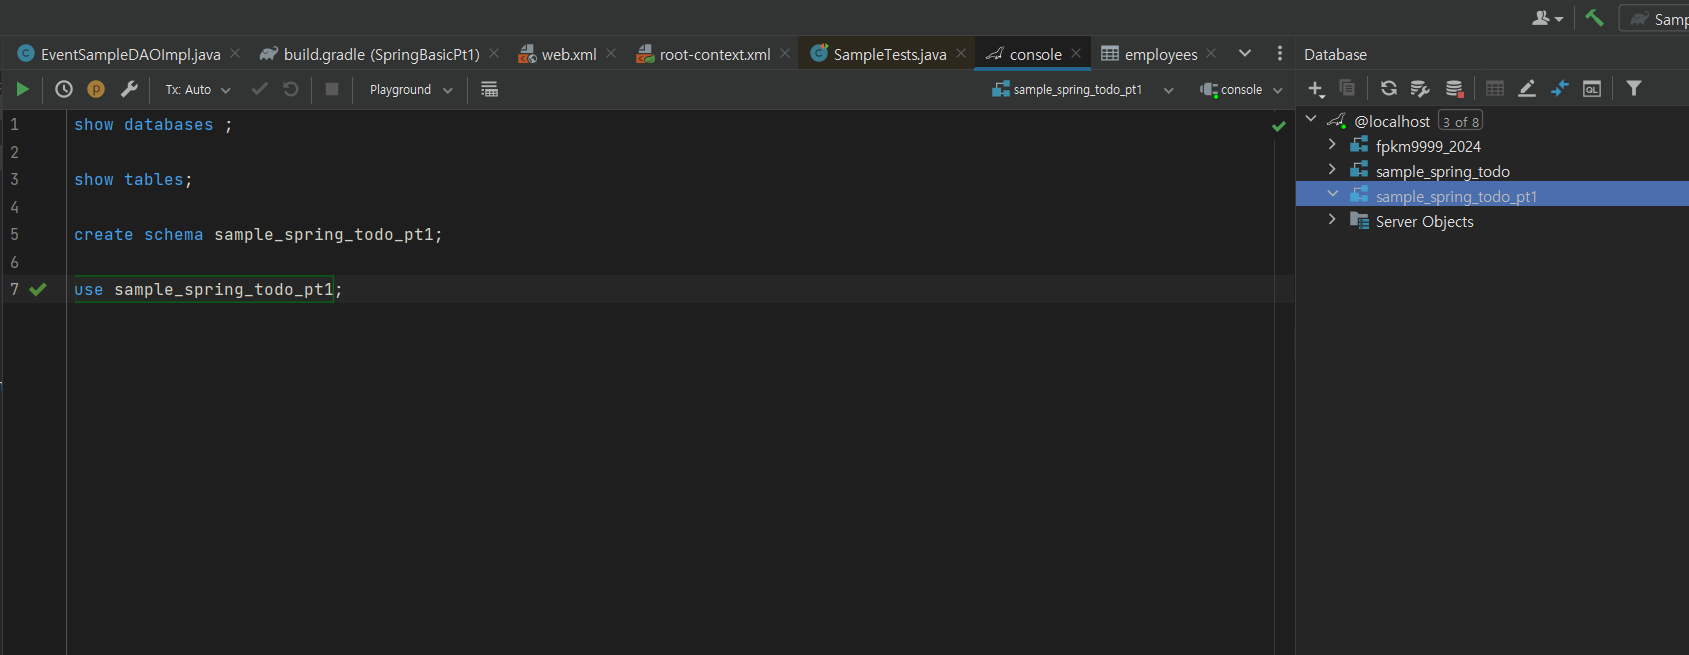 Samp
EventSampleDAOImpl.java build.gradle (SpringBasicPt1) web.xml root-context.xml SampleTests.java console employees Database
Tx: Auto Playground sample_spring_todo_pt1 console
1 show databases ;
2
3 show tables;
4
5 create schema sample_spring_todo_pt1;
6
7 use sample_spring_todo_pt1;
@localhost 3 of 8
fpkm9999_2024
sample_spring_todo
sample_spring_todo_pt1
Server Objects